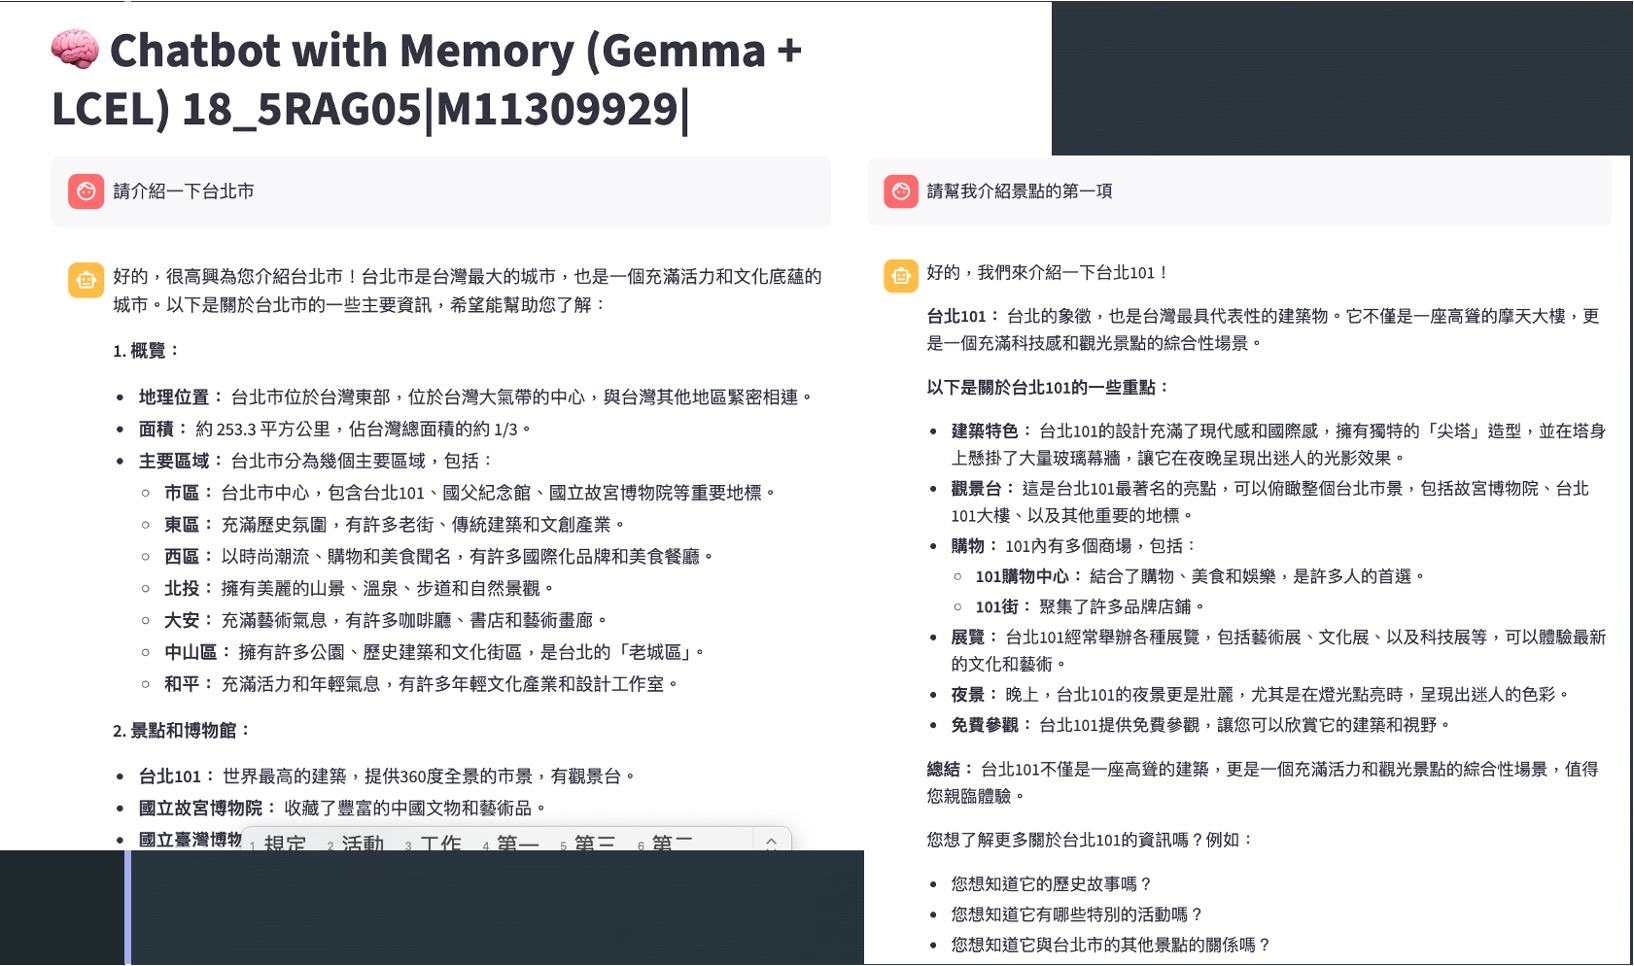 🧠 Chatbot with Memory (Gemma +
LCEL) 18_5RAG05|M11309929|
請介紹一下台北市
好的，很高興為您介紹台北市！台北市是台灣最大的城市，也是一個充滿活力和文化底蘊的
城市。以下是關於台北市的一些主要資訊，希望能幫助您了解：
1. 概覽：
• 地理位置： 台北市位於台灣東部，位於台灣大氣帶的中心，與台灣其他地區緊密相連。
• 面積： 約 253.3 平方公里，佔台灣總面積的約 1/3。
• 主要區域： 台北市分為幾個主要區域，包括：
◦ 市區： 台北市中心，包含台北101、國父紀念館、國立故宮博物院等重要地標。
◦ 東區： 充滿歷史氛圍，有許多老街、傳統建築和文創產業。
◦ 西區： 以時尚潮流、購物和美食聞名，有許多國際化品牌和美食餐廳。
◦ 北投： 擁有美麗的山景、溫泉、步道和自然景觀。
◦ 大安： 充滿藝術氣息，有許多咖啡廳、書店和藝術畫廊。
◦ 中山區： 擁有許多公園、歷史建築和文化街區，是台北的「老城區」。
◦ 和平： 充滿活力和年輕氣息，有許多年輕文化產業和設計工作室。
2. 景點和博物館：
• 台北101： 世界最高的建築，提供360度全景的市景，有觀景台。
• 國立故宮博物院： 收藏了豐富的中國文物和藝術品。
• 國立臺灣博物
1 規定 2 活動 3 工作 4 第一 5 第三 6 第二
請幫我介紹景點的第一項
好的，我們來介紹一下台北101！
台北101： 台北的象徵，也是台灣最具代表性的建築物。它不僅是一座高聳的摩天大樓，更
是一個充滿科技感和觀光景點的綜合性場景。
以下是關於台北101的一些重點：
• 建築特色： 台北101的設計充滿了現代感和國際感，擁有獨特的「尖塔」造型，並在塔身
上懸掛了大量玻璃幕牆，讓它在夜晚呈現出迷人的光影效果。
• 觀景台： 這是台北101最著名的亮點，可以俯瞰整個台北市景，包括故宮博物院、台北
101大樓、以及其他重要的地標。
• 購物： 101內有多個商場，包括：
◦ 101購物中心： 結合了購物、美食和娛樂，是許多人的首選。
◦ 101街： 聚集了許多品牌店鋪。
• 展覽： 台北101經常舉辦各種展覽，包括藝術展、文化展、以及科技展等，可以體驗最新
的文化和藝術。
• 夜景： 晚上，台北101的夜景更是壯麗，尤其是在燈光點亮時，呈現出迷人的色彩。
• 免費參觀： 台北101提供免費參觀，讓您可以欣賞它的建築和視野。
總結： 台北101不僅是一座高聳的建築，更是一個充滿活力和觀光景點的綜合性場景，值得
您親臨體驗。
您想了解更多關於台北101的資訊嗎？例如：
• 您想知道它的歷史故事嗎？
• 您想知道它有哪些特別的活動嗎？
• 您想知道它與台北市的其他景點的關係嗎？